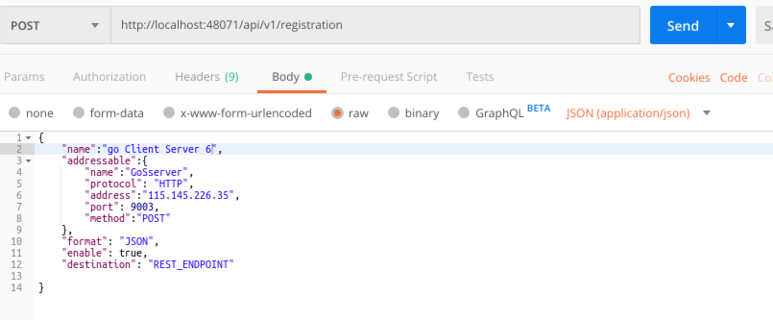 POST http://localhost:48071/api/v1/registration Send
Params Authorization Headers (9) Body Pre-request Script Tests Cookies Code
none form-data x-www-form-urlencoded raw binary GraphQL BETA JSON (application/json)
1 {
2 "name":"go Client Server 6",
3 "addressable":{
4 "name":"GoSserver",
5 "protocol": "HTTP",
6 "address":"115.145.226.35",
7 "port": 9003,
8 "method":"POST"
9 },
10 "format": "JSON",
11 "enable": true,
12 "destination": "REST_ENDPOINT"
13
14 }